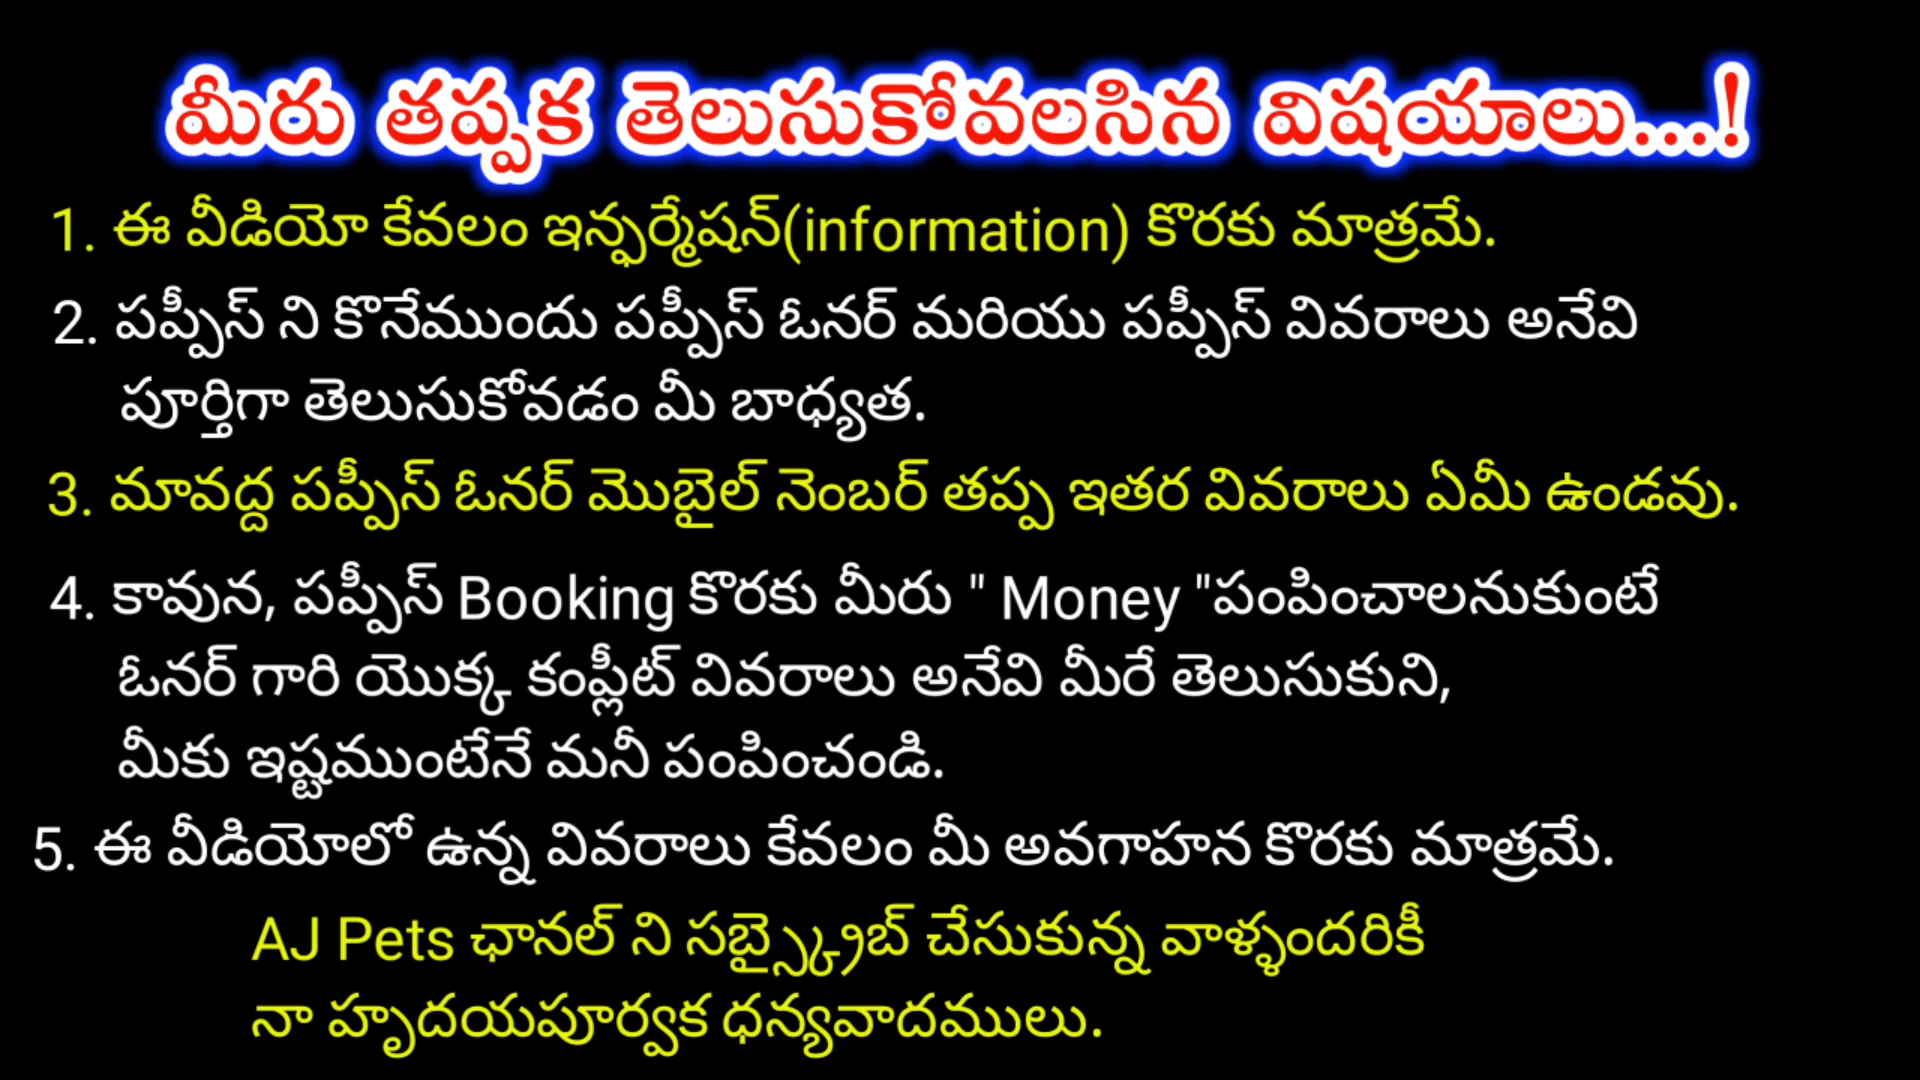 మీరు తప్పక తెలుసుకోవలసిన విషయాలు....!
1. ఈ వీడియో కేవలం ఇన్ఫర్మేషన్(information) కొరకు మాత్రమే.
2. పప్పీస్ ని కొనేముందు పప్పీస్ ఓనర్ మరియు పప్పీస్ వివరాలు అనేవి
పూర్తిగా తెలుసుకోవడం మీ బాధ్యత.
3. మావద్ద పప్పీస్ ఓనర్ మొబైల్ నెంబర్ తప్ప ఇతర వివరాలు ఏమీ ఉండవు.
4. కావున, పప్పీస్ Booking కొరకు మీరు " Money "పంపించాలనుకుంటే
ఓనర్ గారి యొక్క కంప్లీట్ వివరాలు అనేవి మీరే తెలుసుకుని,
మీకు ఇష్టముంటేనే మనీ పంపించండి.
5. ఈ వీడియోలో ఉన్న వివరాలు కేవలం మీ అవగాహన కొరకు మాత్రమే.
AJ Pets ఛానల్ ని సబ్స్క్రైబ్ చేసుకున్న వాళ్ళందరికీ
నా హృదయపూర్వక ధన్యవాదములు.